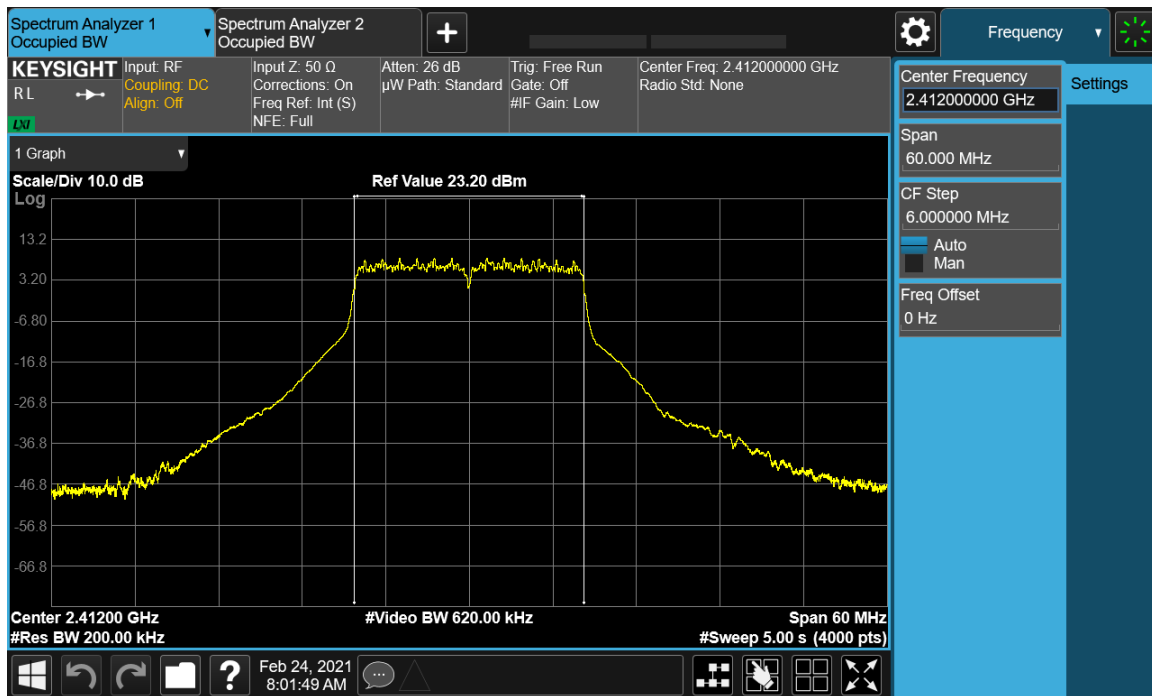 Spectrum Analyzer 1
Occupied BW
Spectrum Analyzer 2
Occupied BW
Frequency
KEYSIGHT
R L
LXI
Input: RF
Coupling: DC
Align: Off
Input Z: 50 Ω
Corrections: On
Freq Ref: Int (S)
NFE: Full
Atten: 26 dB
µW Path: Standard
Trig: Free Run
Gate: Off
#IF Gain: Low
Center Freq: 2.412000000 GHz
Radio Std: None
Center Frequency
2.412000000 GHz
Settings
Span
60.000 MHz
CF Step
6.000000 MHz
Auto
Man
Freq Offset
0 Hz
1 Graph
Scale/Div 10.0 dB
Ref Value 23.20 dBm
Log
13.2
3.20
-6.80
-16.8
-26.8
-36.8
-46.8
-56.8
-66.8
Center 2.41200 GHz
#Video BW 620.00 kHz
Span 60 MHz
#Res BW 200.00 kHz
#Sweep 5.00 s (4000 pts)
?
Feb 24, 2021
8:01:49 AM